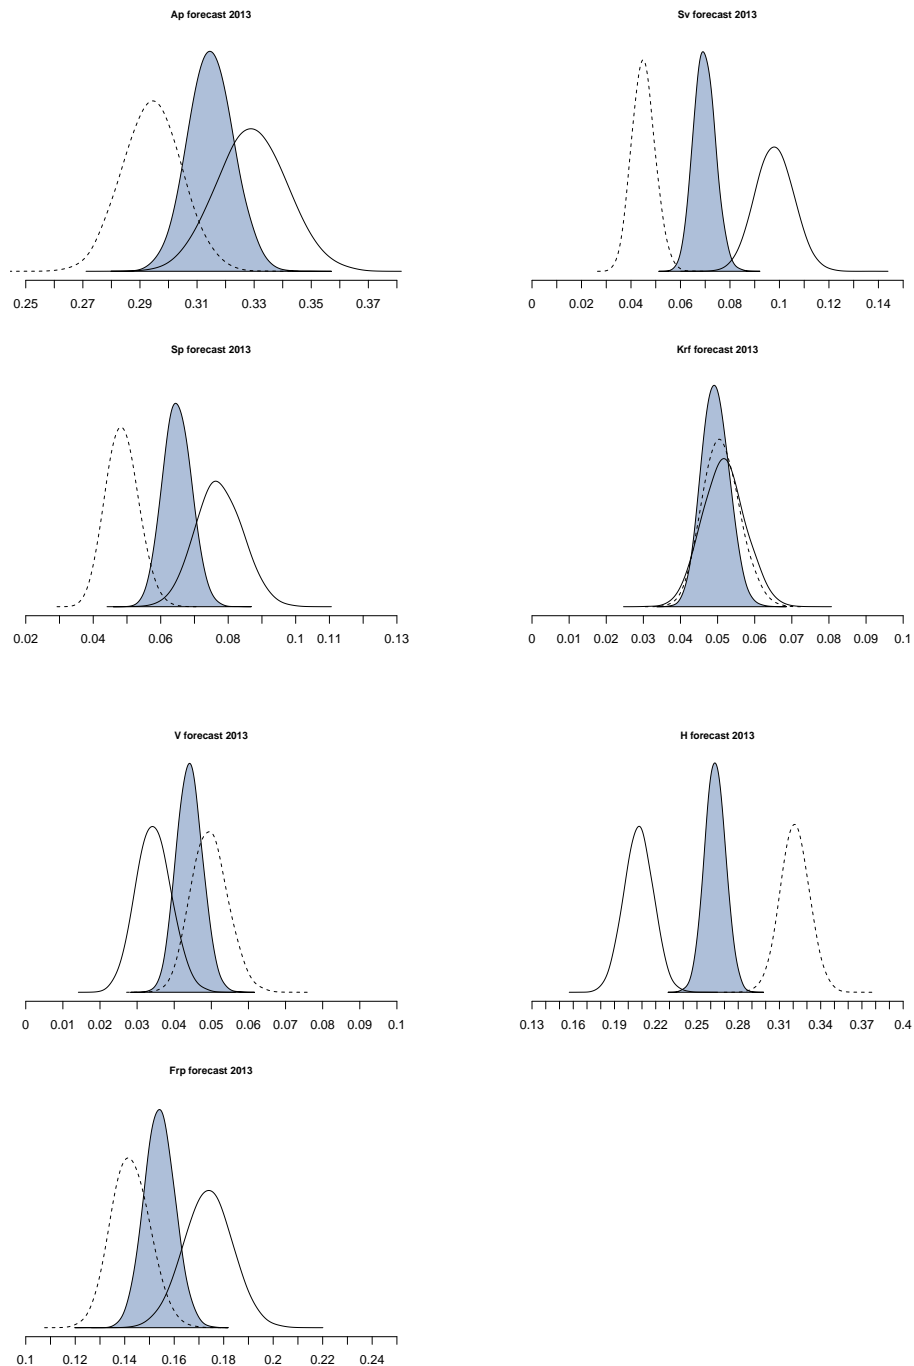 Ap forecast 2013
0.25 0.27 0.29 0.31 0.33 0.35 0.37
Sv forecast 2013
0 0.02 0.04 0.06 0.08 0.1 0.12 0.14
Sp forecast 2013
0.02 0.04 0.06 0.08 0.1 0.11 0.13
Krf forecast 2013
0 0.01 0.02 0.03 0.04 0.05 0.06 0.07 0.08 0.09 0.1
V forecast 2013
0 0.01 0.02 0.03 0.04 0.05 0.06 0.07 0.08 0.09 0.1
H forecast 2013
0.13 0.16 0.19 0.22 0.25 0.28 0.31 0.34 0.37 0.4
Frp forecast 2013
0.1 0.12 0.14 0.16 0.18 0.2 0.22 0.24